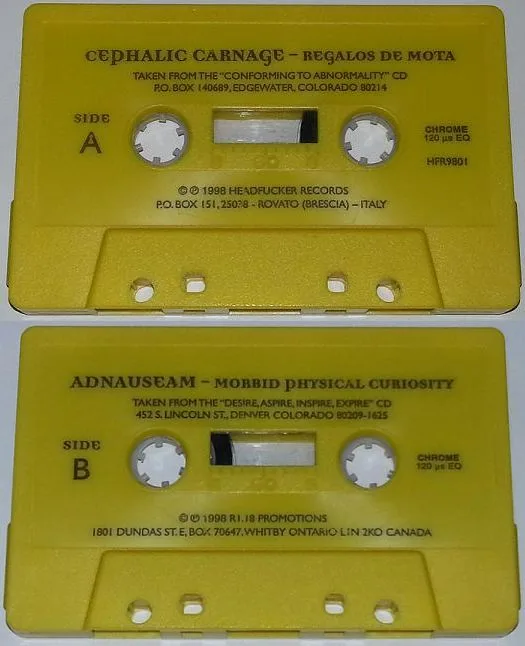 CEPHALIC CARNAGE – REGALOS DE MOTA
TAKEN FROM THE "CONFORMING TO ABNORMALITY" CD
P.O. BOX 140689, EDGEWATER, COLORADO 80214
SIDE
A
CHROME
120 µs EQ
HFR9801
© ℗ 1998 HEADFUCKER RECORDS
P.O. BOX 151, 25038 - ROVATO (BRESCIA) – ITALY
ADNAUSEAM – MORBID PHYSICAL CURIOSITY
TAKEN FROM THE "DESIRE, ASPIRE, INSPIRE, EXPIRE" CD
452 S. LINCOLN ST., DENVER COLORADO 80209-1625
SIDE
B
CHROME
120 µs EQ
© ℗ 1998 R1.18 PROMOTIONS
1801 DUNDAS ST. E, BOX 70647, WHITBY ONTARIO L1N 2K0 CANADA